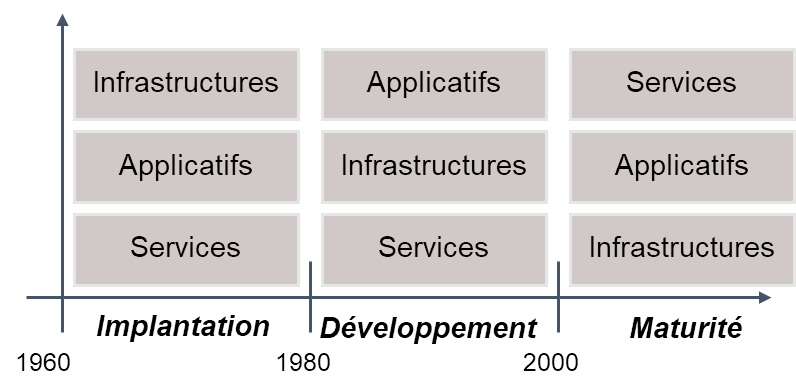 Infrastructures Applicatifs Services
Applicatifs Infrastructures Applicatifs
Services Services Infrastructures
Implantation Développement Maturité
1960 1980 2000